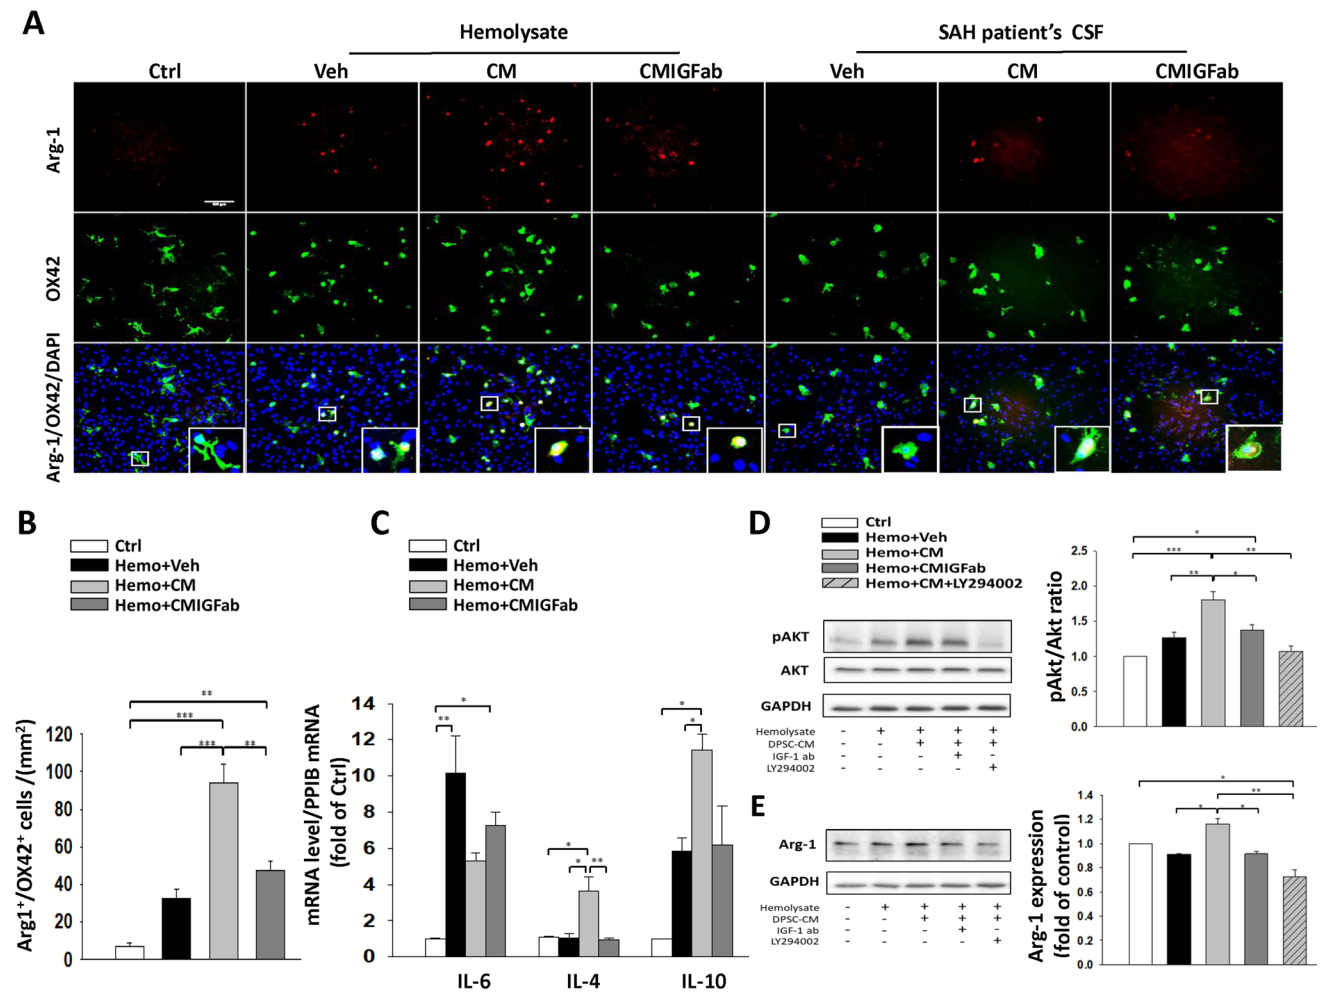 A
Hemolysate
SAH patient's CSF
Ctrl Veh CM CMIGFab Veh CM CMIGFab
Arg-1
OX42
Arg-1/OX42/DAPI
B
Ctrl
Hemo+Veh
Hemo+CM
Hemo+CMIGFab
Arg1⁺/OX42⁺ cells /(mm²)
120
100
80
60
40
20
0
**
***
*** **
C
Ctrl
Hemo+Veh
Hemo+CM
Hemo+CMIGFab
mRNA level/PPIB mRNA
(fold of Ctrl)
14
12
10
8
6
4
2
0
*
**
*
* **
*
*
IL-6 IL-4 IL-10
D
Ctrl
Hemo+Veh
Hemo+CM
Hemo+CMIGFab
Hemo+CM+LY294002
pAKT
AKT
GAPDH
Hemolysate - + + + +
DPSC-CM - - + + +
IGF-1 ab - - - + -
LY294002 - - - - +
pAkt/Akt ratio
2.5
2.0
1.5
1.0
0.5
0.0
*
*** **
** *
E
Arg-1
GAPDH
Hemolysate - + + + +
DPSC-CM - - + + +
IGF-1 ab - - - + -
LY294002 - - - - +
Arg-1 expression
(fold of control)
1.4
1.2
1.0
0.8
0.6
0.4
0.2
0.0
*
**
* *